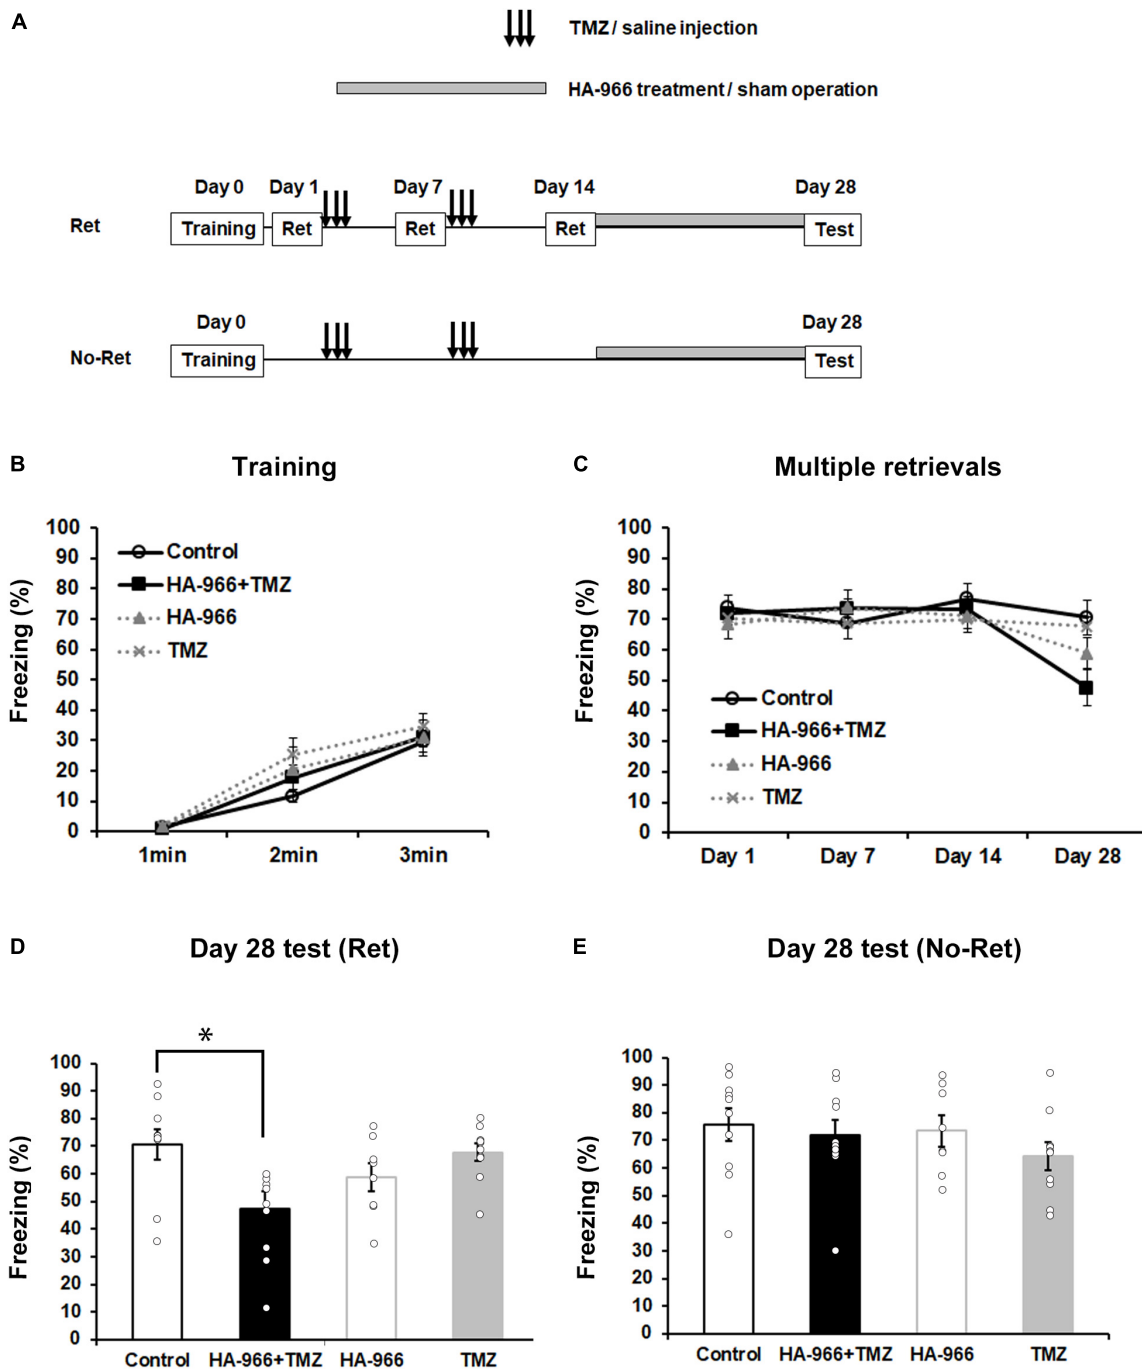 A
TMZ / saline injection
HA-966 treatment / sham operation
Day 0 Day 1 Day 7 Day 14 Day 28
Ret Training Ret Ret Ret Test
Day 0 Day 28
No-Ret Training Test
B Training
Freezing (%)
100
90
80
70
60
50
40
30
20
10
0
Control
HA-966+TMZ
HA-966
TMZ
1min 2min 3min
C Multiple retrievals
Freezing (%)
100
90
80
70
60
50
40
30
20
10
0
Control
HA-966+TMZ
HA-966
TMZ
Day 1 Day 7 Day 14 Day 28
D Day 28 test (Ret)
*
Freezing (%)
100
90
80
70
60
50
40
30
20
10
0
Control HA-966+TMZ HA-966 TMZ
E Day 28 test (No-Ret)
Freezing (%)
100
90
80
70
60
50
40
30
20
10
0
Control HA-966+TMZ HA-966 TMZ